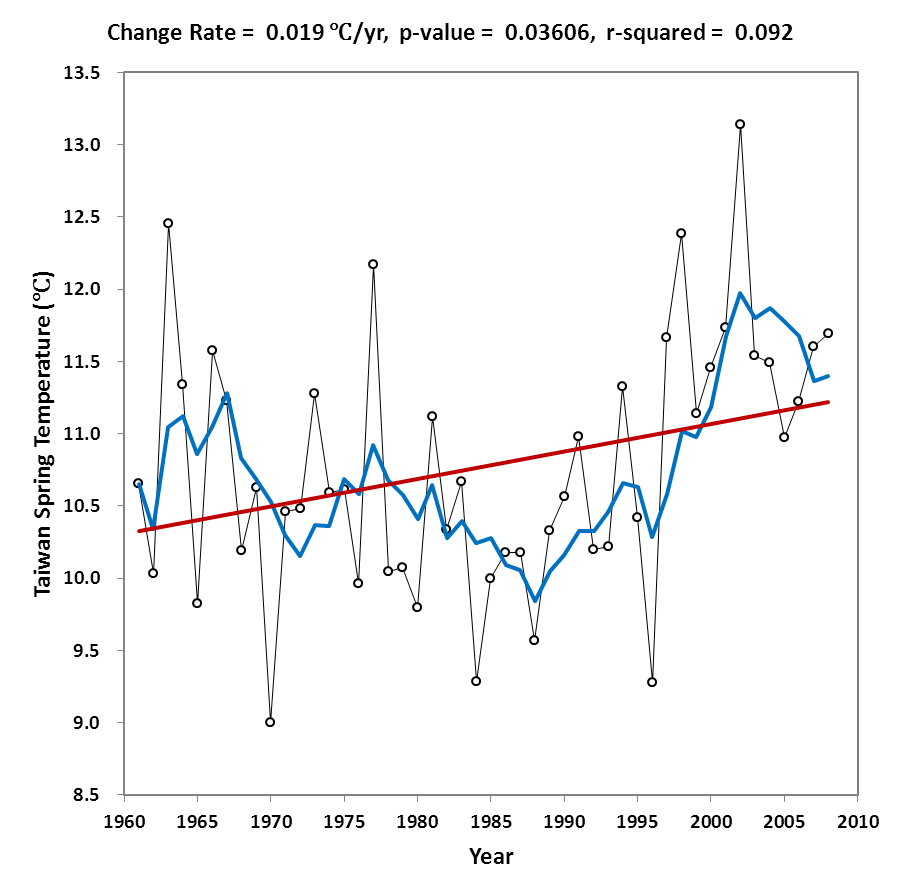 Change Rate = 0.019 ℃/yr, p-value = 0.03606, r-squared = 0.092
13.5
13.0
12.5
12.0
11.5
11.0
10.5
10.0
9.5
9.0
8.5
Taiwan Spring Temperature (℃)
1960 1965 1970 1975 1980 1985 1990 1995 2000 2005 2010
Year